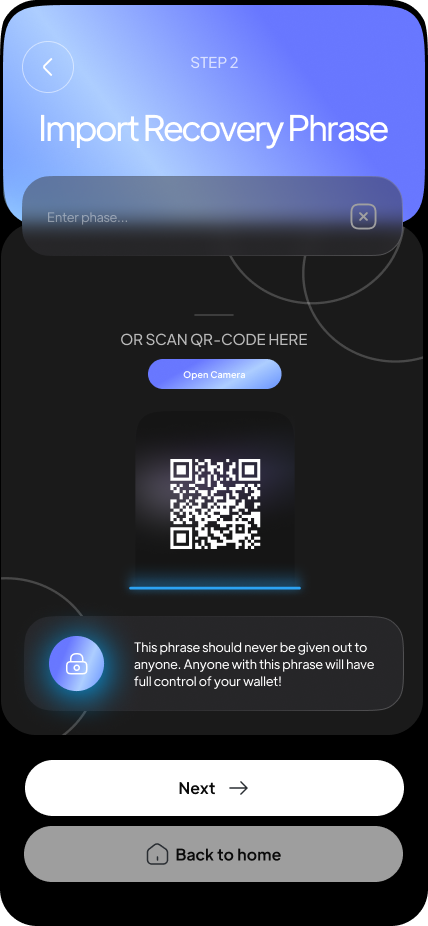 STEP 2
Import Recovery Phrase
Enter phase...
OR SCAN QR-CODE HERE
Open Camera
This phrase should never be given out to
anyone. Anyone with this phrase will have
full control of your wallet!
Next
Back to home